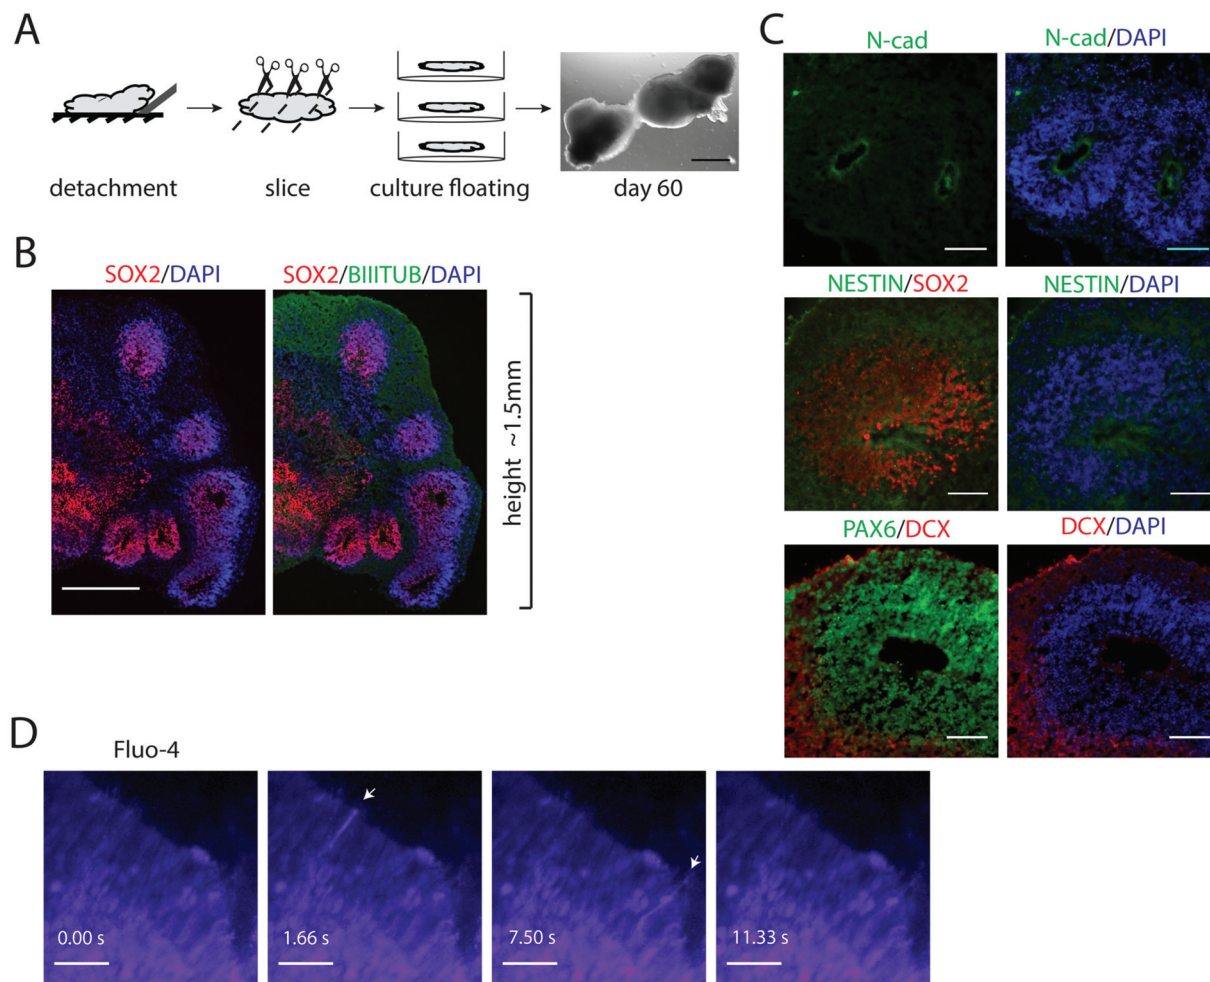 A
detachment
slice
culture floating
day 60
B
SOX2/DAPI
SOX2/BIIITUB/DAPI
height ~1.5mm
C
N-cad
N-cad/DAPI
NESTIN/SOX2
NESTIN/DAPI
PAX6/DCX
DCX/DAPI
D
Fluo-4
0.00 s
1.66 s
7.50 s
11.33 s